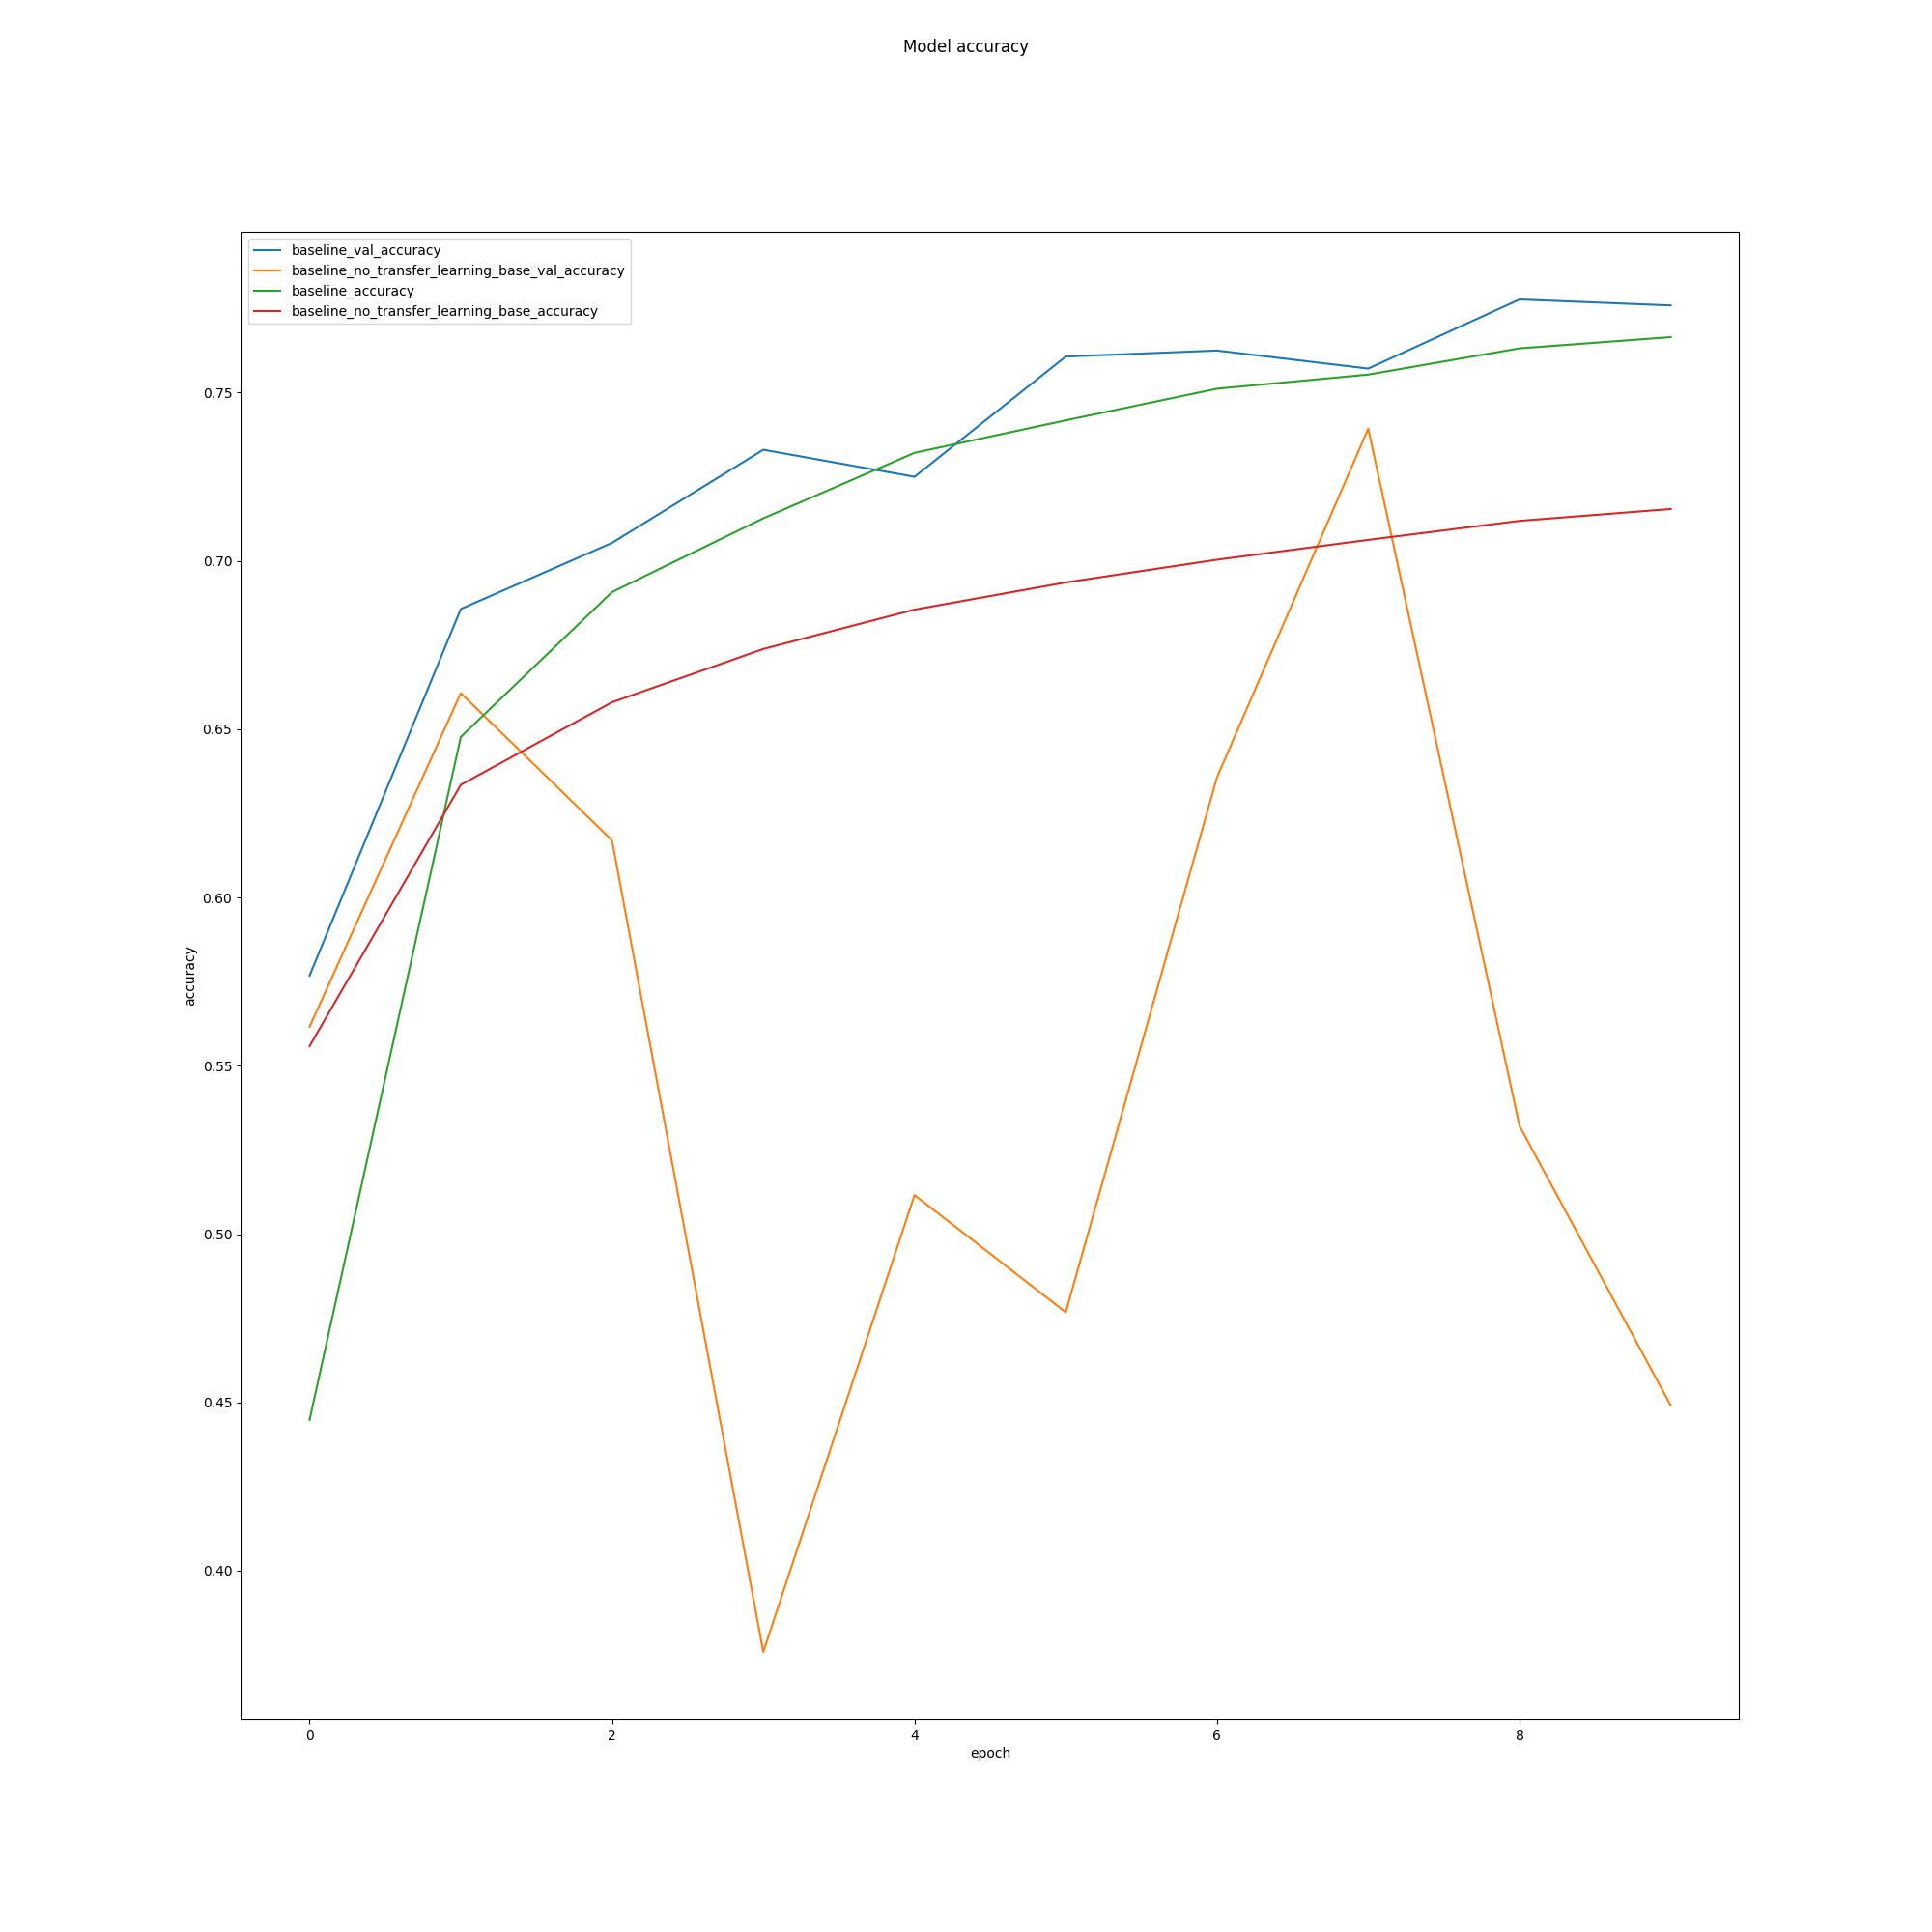 Model accuracy
baseline_val_accuracy
baseline_no_transfer_learning_base_val_accuracy
baseline_accuracy
baseline_no_transfer_learning_base_accuracy
0.75
0.70
0.65
0.60
0.55
0.50
0.45
0.40
accuracy
0 2 4 6 8
epoch